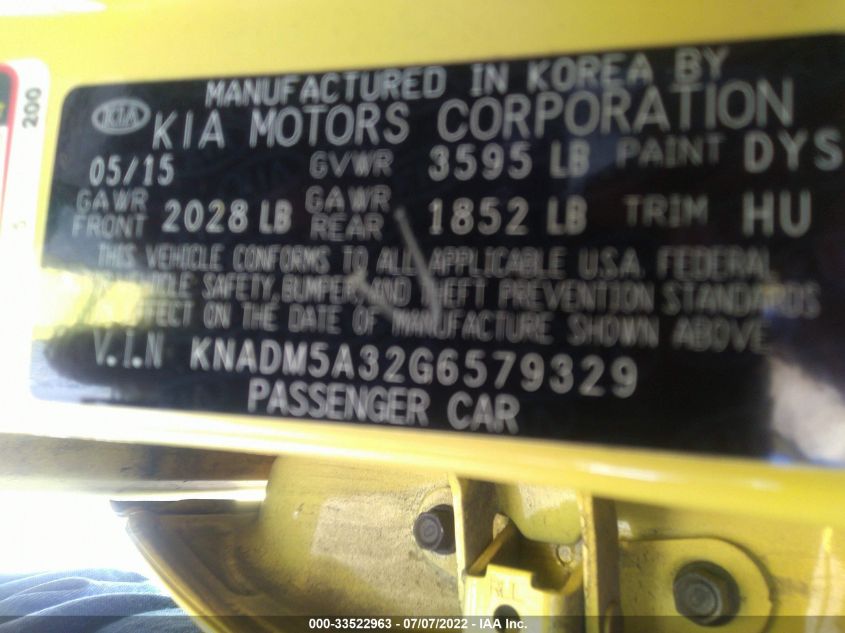 200
MANUFACTURED IN KOREA BY
KIA KIA MOTORS CORPORATION
05/15 GVWR 3595 LB PAINT DYS
GAWR FRONT 2028 LB GAWR REAR 1852 LB TRIM HU
THIS VEHICLE CONFORMS TO ALL APPLICABLE U.S.A. FEDERAL
VEHICLE SAFETY, BUMPER, AND THEFT PREVENTION STANDARDS
IN EFFECT ON THE DATE OF MANUFACTURE SHOWN ABOVE
V.I.N KNADM5A32G6579329
PASSENGER CAR
RLL
000-33522963 - 07/07/2022 - IAA Inc.